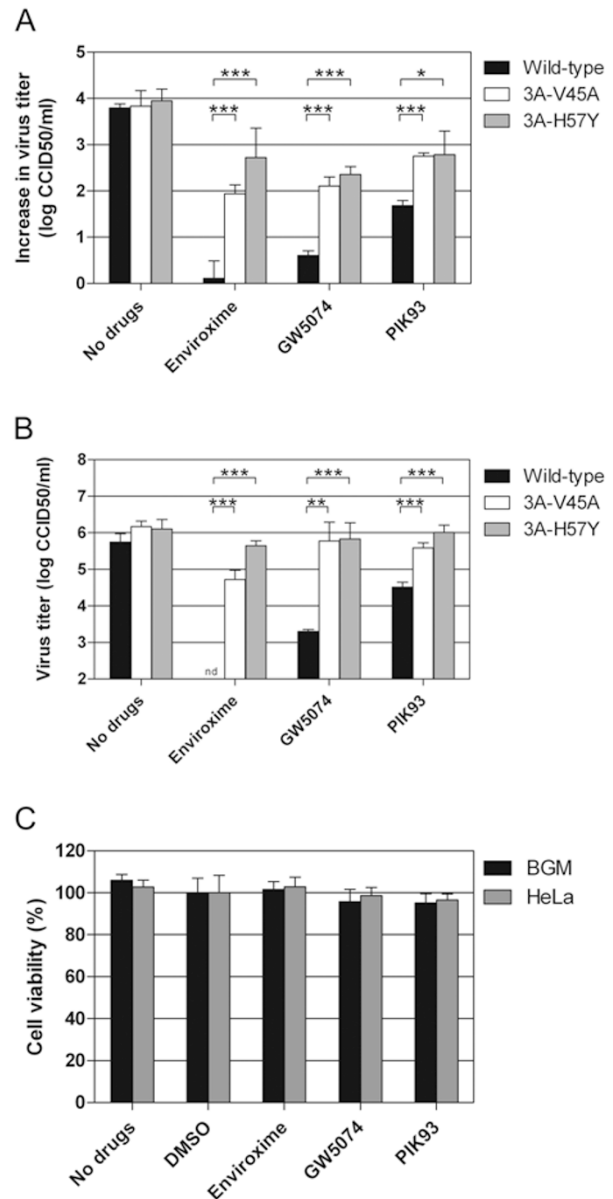 A
Increase in virus titer
(log CCID50/ml)
5
4
3
2
1
0
*** *** *
*** *** ***
Wild-type
3A-V45A
3A-H57Y
No drugs
Enviroxime
GW5074
PIK93
B
Virus titer (log CCID50/ml)
8
7
6
5
4
3
2
*** *** ***
*** ** ***
nd
Wild-type
3A-V45A
3A-H57Y
No drugs
Enviroxime
GW5074
PIK93
C
Cell viability (%)
120
100
80
60
40
20
0
BGM
HeLa
No drugs
DMSO
Enviroxime
GW5074
PIK93